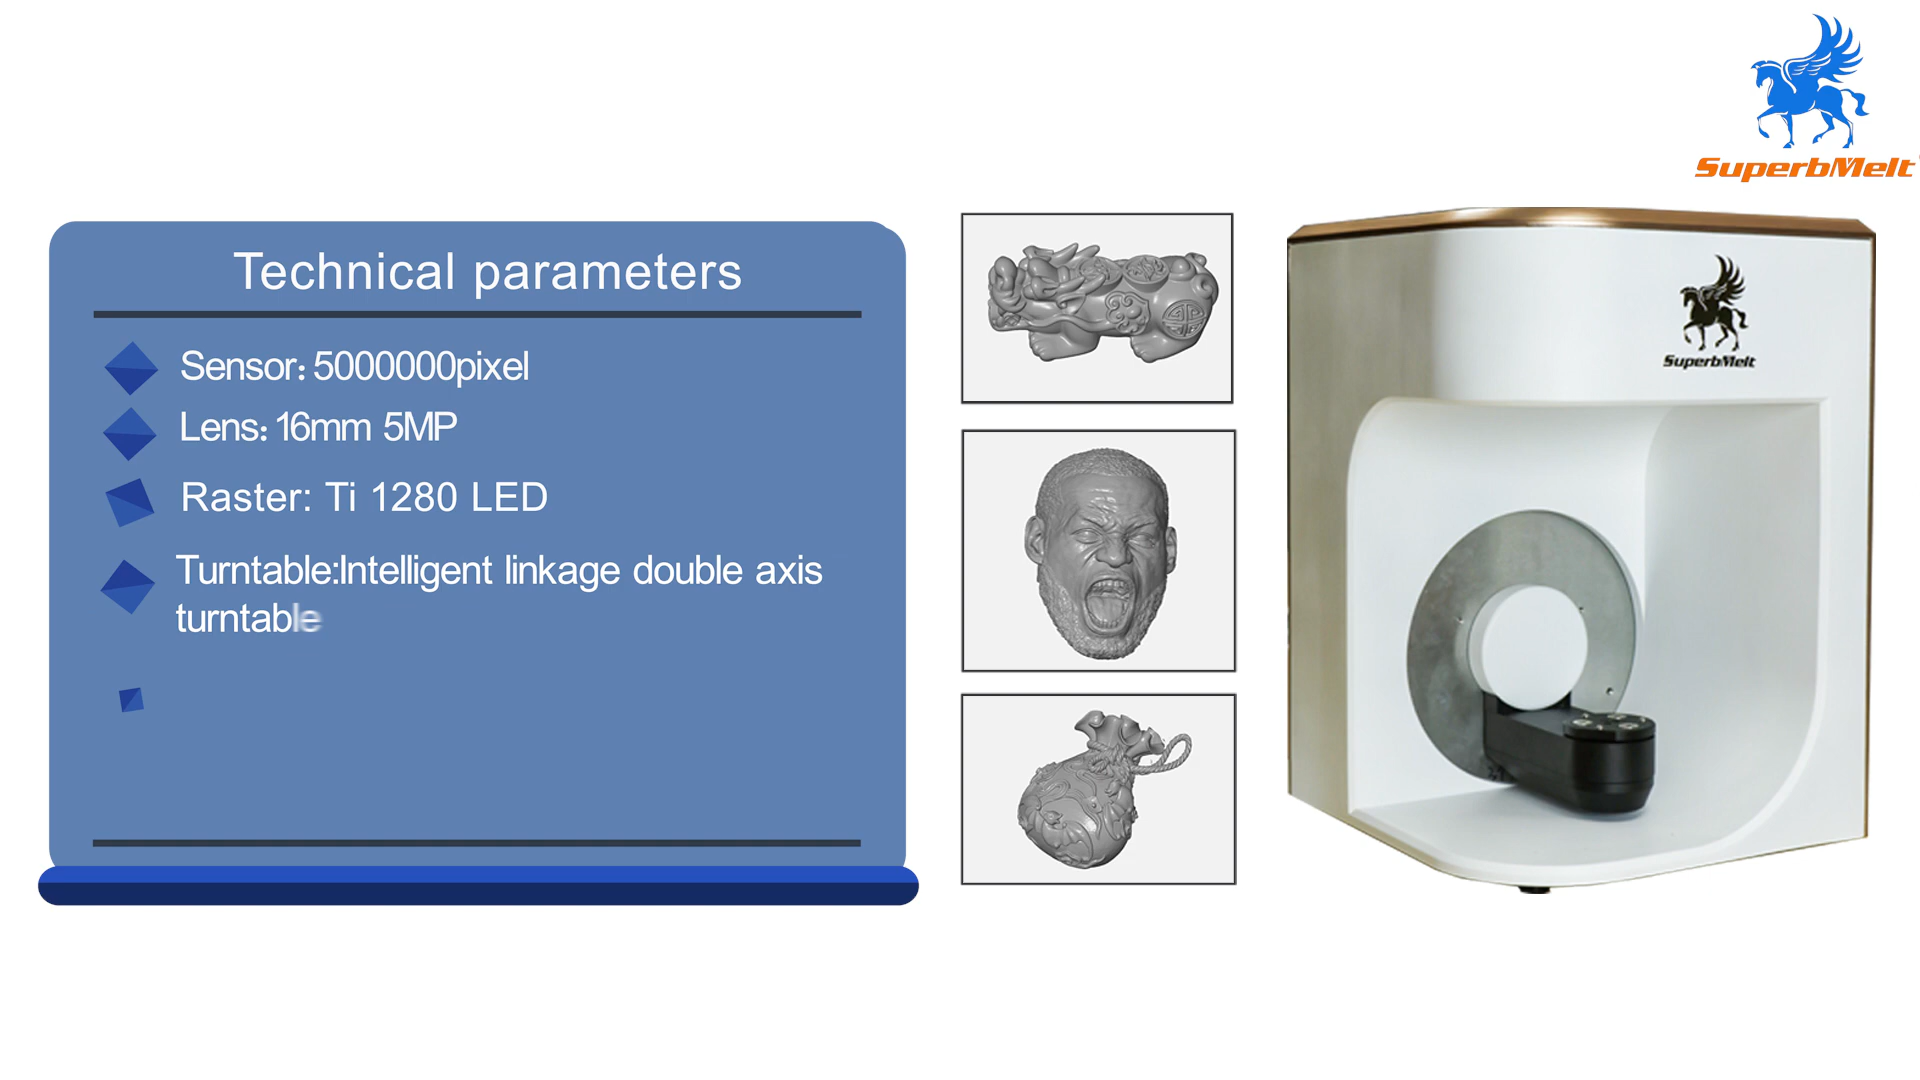 SuperbMelt
Technical parameters
Sensor: 5000000pixel
Lens: 16mm 5MP
Raster: Ti 1280 LED
Turntable:Intelligent linkage double axis
turntable
SuperbMelt